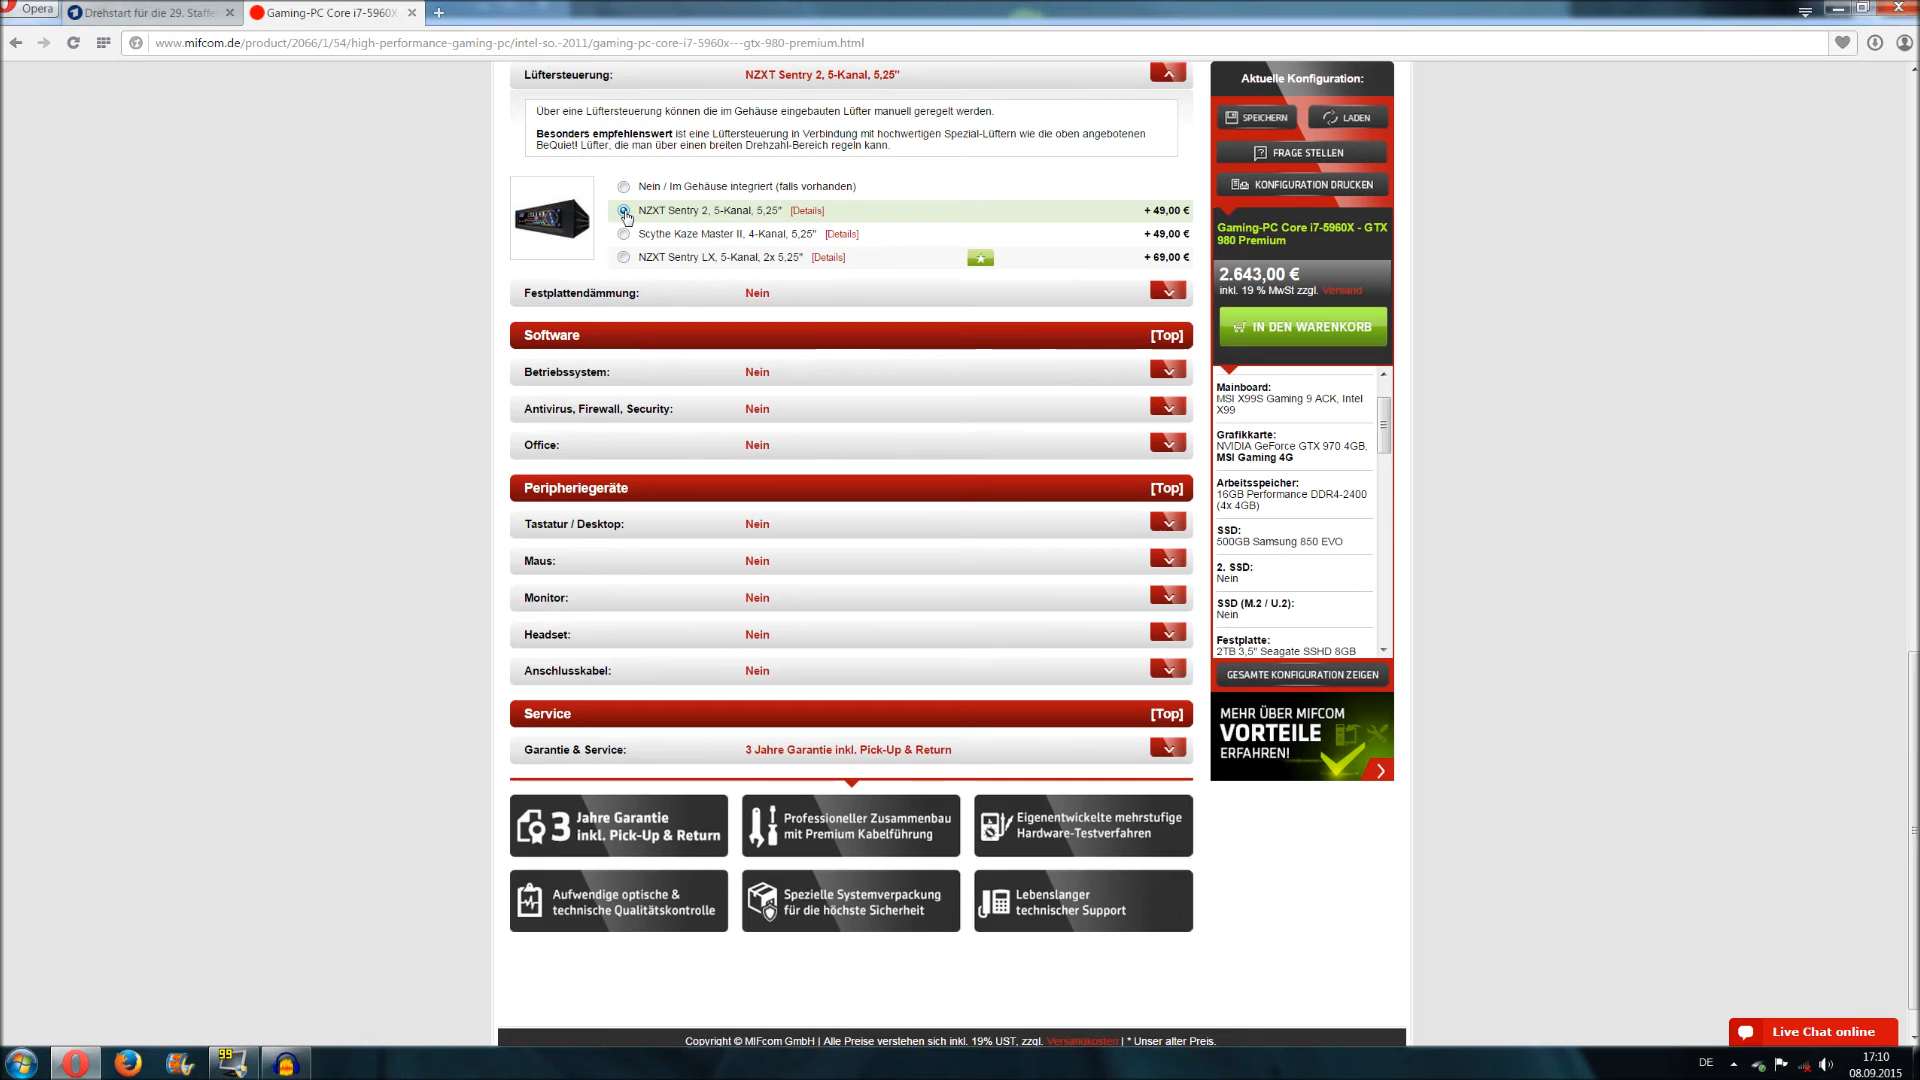 Opera
Drehstart für die 29. Staffe
Gaming-PC Core i7-5960X
www.mifcom.de/product/2066/1/54/high-performance-gaming-pc/intel-so.-2011/gaming-pc-core-i7-5960x---gtx-980-premium.html
Lüftersteuerung: NZXT Sentry 2, 5-Kanal, 5,25"
Über eine Lüftersteuerung können die im Gehäuse eingebauten Lüfter manuell geregelt werden.
Besonders empfehlenswert ist eine Lüftersteuerung in Verbindung mit hochwertigen Spezial-Lüftern wie die oben angebotenen
BeQuiet! Lüfter, die man über einen breiten Drehzahl-Bereich regeln kann.
Nein / Im Gehäuse integriert (falls vorhanden)
NZXT Sentry 2, 5-Kanal, 5,25" [Details] + 49,00 €
Scythe Kaze Master II, 4-Kanal, 5,25" [Details] + 49,00 €
NZXT Sentry LX, 5-Kanal, 2x 5,25" [Details] + 69,00 €
Festplattendämmung: Nein
Software [Top]
Betriebssystem: Nein
Antivirus, Firewall, Security: Nein
Office: Nein
Peripheriegeräte [Top]
Tastatur / Desktop: Nein
Maus: Nein
Monitor: Nein
Headset: Nein
Anschlusskabel: Nein
Service [Top]
Garantie & Service: 3 Jahre Garantie inkl. Pick-Up & Return
3 Jahre Garantie
inkl. Pick-Up & Return
Professioneller Zusammenbau
mit Premium Kabelführung
Eigenentwickelte mehrstufige
Hardware-Testverfahren
Aufwendige optische &
technische Qualitätskontrolle
Spezielle Systemverpackung
für die höchste Sicherheit
Lebenslanger
technischer Support
Copyright © MIFcom GmbH | Alle Preise verstehen sich inkl. 19% UST, zzgl. Versandkosten | * Unser alter Preis.
Aktuelle Konfiguration:
SPEICHERN
LADEN
FRAGE STELLEN
KONFIGURATION DRUCKEN
Gaming-PC Core i7-5960X - GTX
980 Premium
2.643,00 €
inkl. 19 % MwSt zzgl. Versand
IN DEN WARENKORB
Mainboard:
MSI X99S Gaming 9 ACK, Intel
X99
Grafikkarte:
NVIDIA GeForce GTX 970 4GB,
MSI Gaming 4G
Arbeitsspeicher:
16GB Performance DDR4-2400
(4x 4GB)
SSD:
500GB Samsung 850 EVO
2. SSD:
Nein
SSD (M.2 / U.2):
Nein
Festplatte:
2TB 3,5" Seagate SSHD 8GB
GESAMTE KONFIGURATION ZEIGEN
MEHR ÜBER MIFCOM
VORTEILE
ERFAHREN!
Live Chat online
99
DE
17:10
08.09.2015